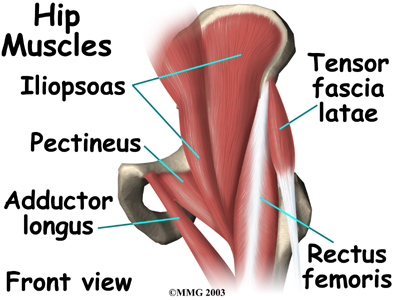 Hip
Muscles
Iliopsoas
Pectineus
Adductor
longus
Front view
Tensor
fascia
latae
Rectus
femoris
©MMG 2003